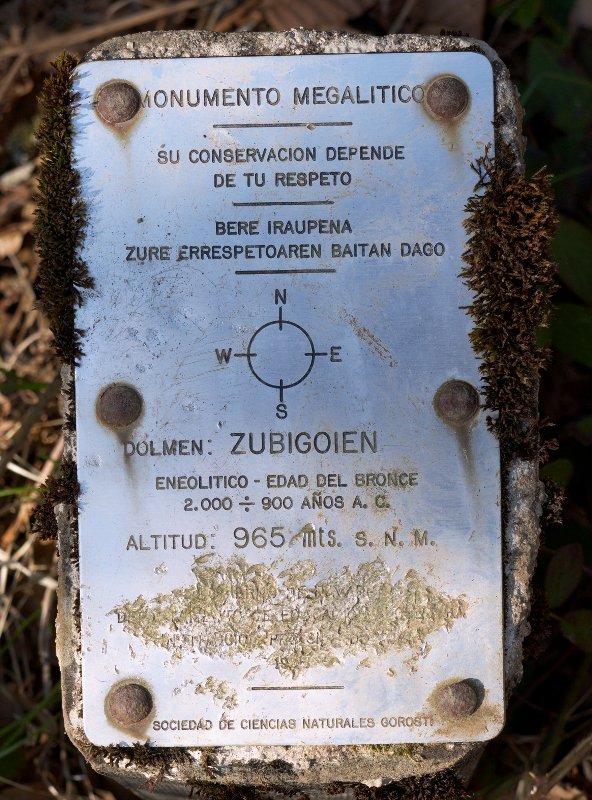 MONUMENTO MEGALITICO
SU CONSERVACION DEPENDE
DE TU RESPETO
BERE IRAUPENA
ZURE ERRESPETOAREN BAITAN DAGO
N
W E
S
DOLMEN: ZUBIGOIEN
ENEOLITICO - EDAD DEL BRONCE
2.000 ÷ 900 AÑOS A. C.
ALTITUD: 965 mts. S. N. M.
SOCIEDAD DE CIENCIAS NATURALES GOROSTI